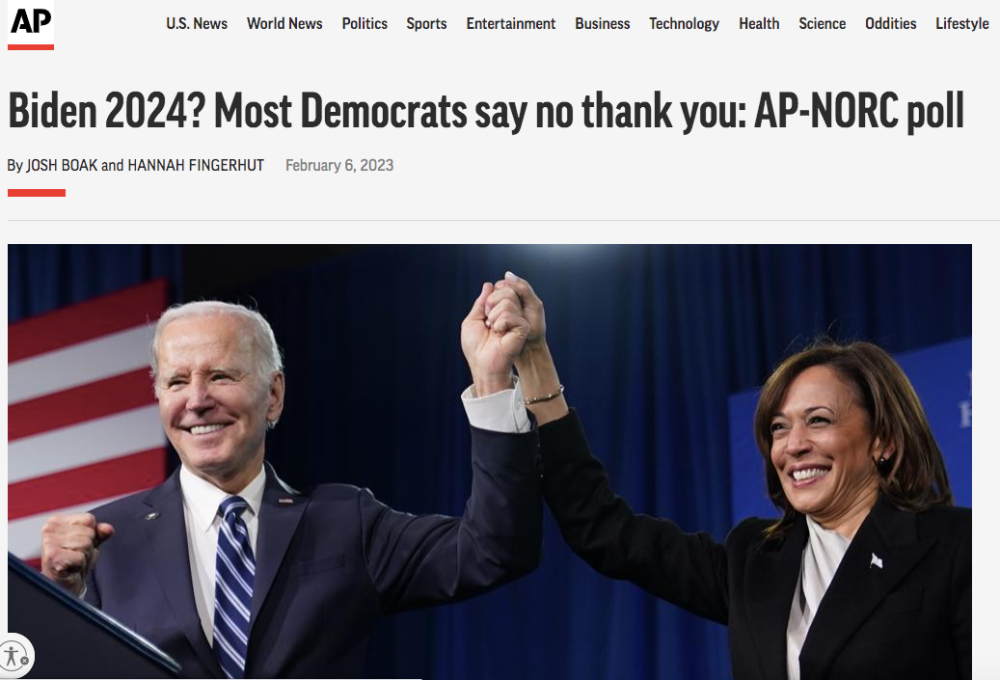 AP
U.S. News World News Politics Sports Entertainment Business Technology Health Science Oddities Lifestyle
Biden 2024? Most Democrats say no thank you: AP-NORC poll
By JOSH BOAK and HANNAH FINGERHUT February 6, 2023